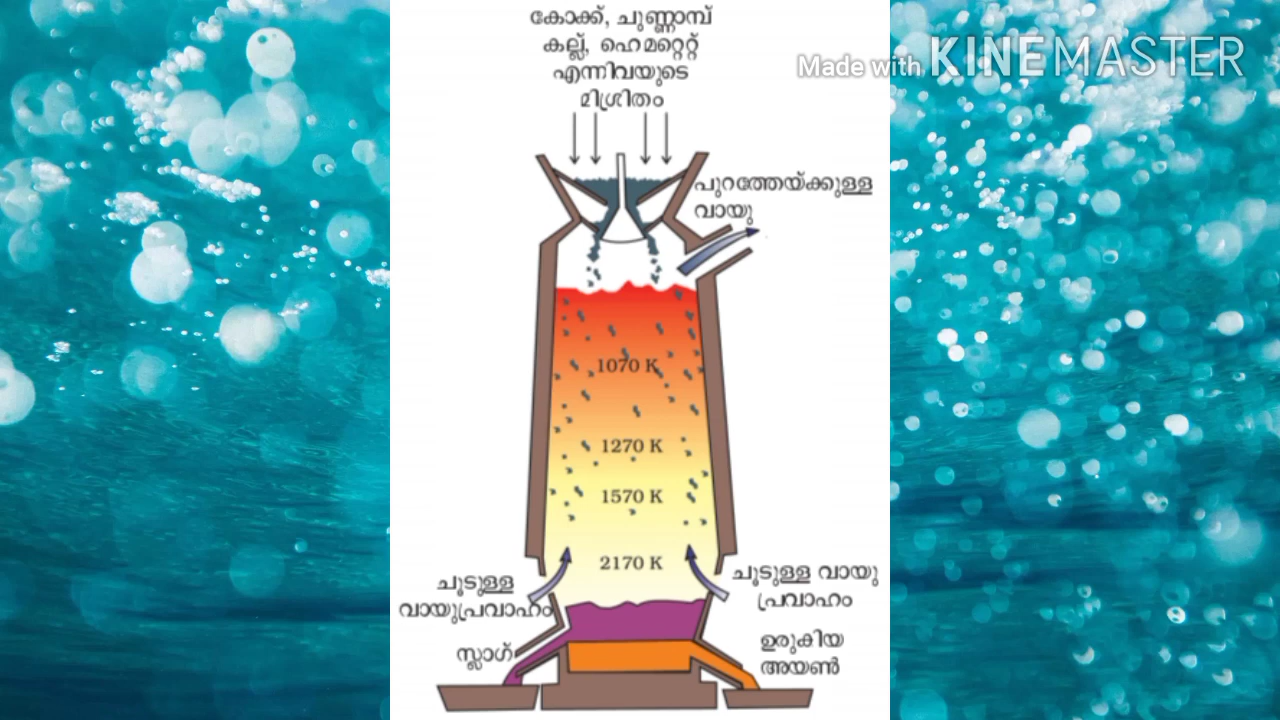 കോക്ക്, ചുണ്ണാമ്പ്
കല്ല്, ഹെമറ്റെറ്റ്
എന്നിവയുടെ
മിശ്രിതം
Made with KINEMASTER
പുറത്തേയ്ക്കുള്ള
വായു
1070 K
1270 K
1570 K
2170 K
ചൂടുള്ള
വായുപ്രവാഹം
ചൂടുള്ള വായു
പ്രവാഹം
സ്ലാഗ്
ഉരുകിയ
അയൺ